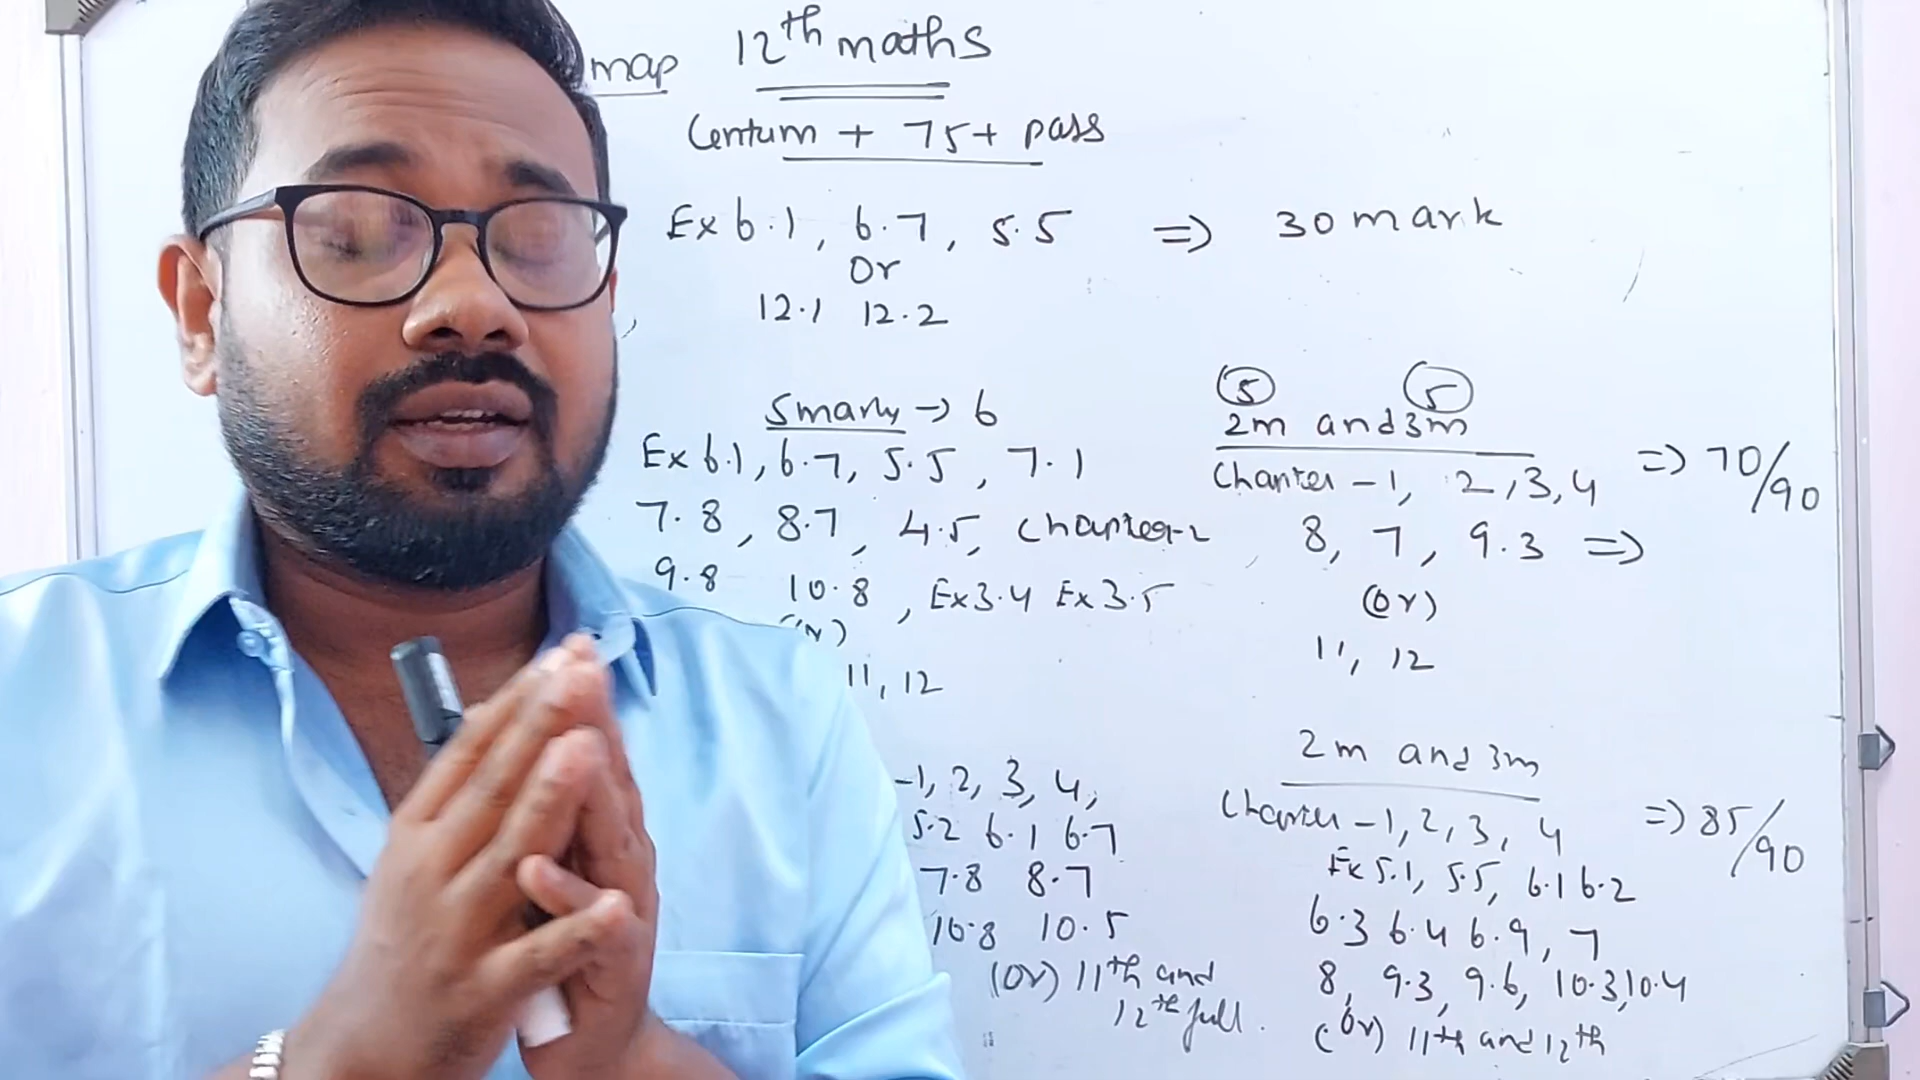 map 12th maths
Centum + 75+ pass
Ex 6.1, 6.7, 5.5 => 30 mark
Or
12.1 12.2
5 mark -> 6
Ex 6.1, 6.7, 5.5, 7.1
7.8, 8.7, 4.5, Chapter-2
9.8 10.8, Ex 3.4 Ex 3.5
(or)
11, 12
5 5
2m and 3m
Chapter - 1, 2, 3, 4 => 70/90
8, 7, 9.3 =>
(or)
11, 12
-1, 2, 3, 4,
5.2 6.1 6.7
7.8 8.7
10.8 10.5
(or) 11th and
12th full.
2m and 3m
Chapter - 1, 2, 3, 4 => 85/90
Ex 5.1, 5.5, 6.1 6.2
6.3 6.4 6.9, 7
8, 9.3, 9.6, 10.3, 10.4
(or) 11th and 12th